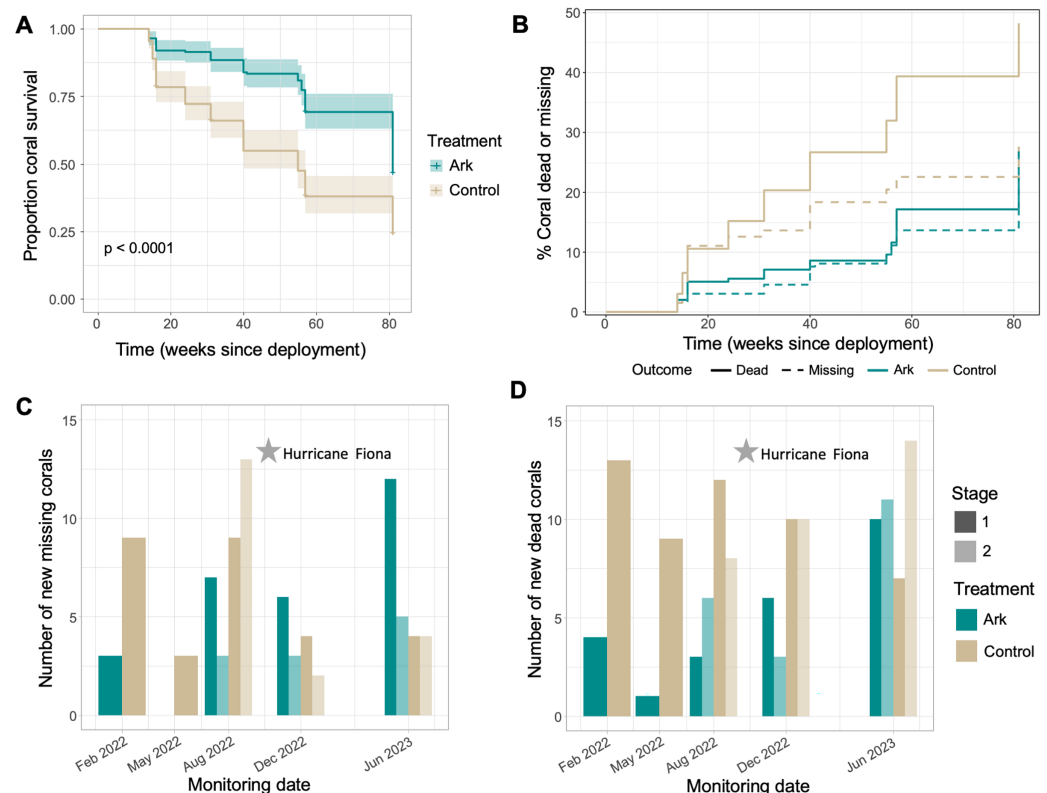 A
1.00
0.75
0.50
0.25
0.00
Proportion coral survival
p < 0.0001
0 20 40 60 80
Time (weeks since deployment)
Treatment
Ark
Control
B
50
40
30
20
10
0
% Coral dead or missing
0 20 40 60 80
Time (weeks since deployment)
Outcome Dead Missing Ark Control
C
15
10
5
0
Number of new missing corals
Hurricane Fiona
Feb 2022 May 2022 Aug 2022 Dec 2022 Jun 2023
Monitoring date
D
15
10
5
0
Number of new dead corals
Hurricane Fiona
Feb 2022 May 2022 Aug 2022 Dec 2022 Jun 2023
Monitoring date
Stage
1
2
Treatment
Ark
Control